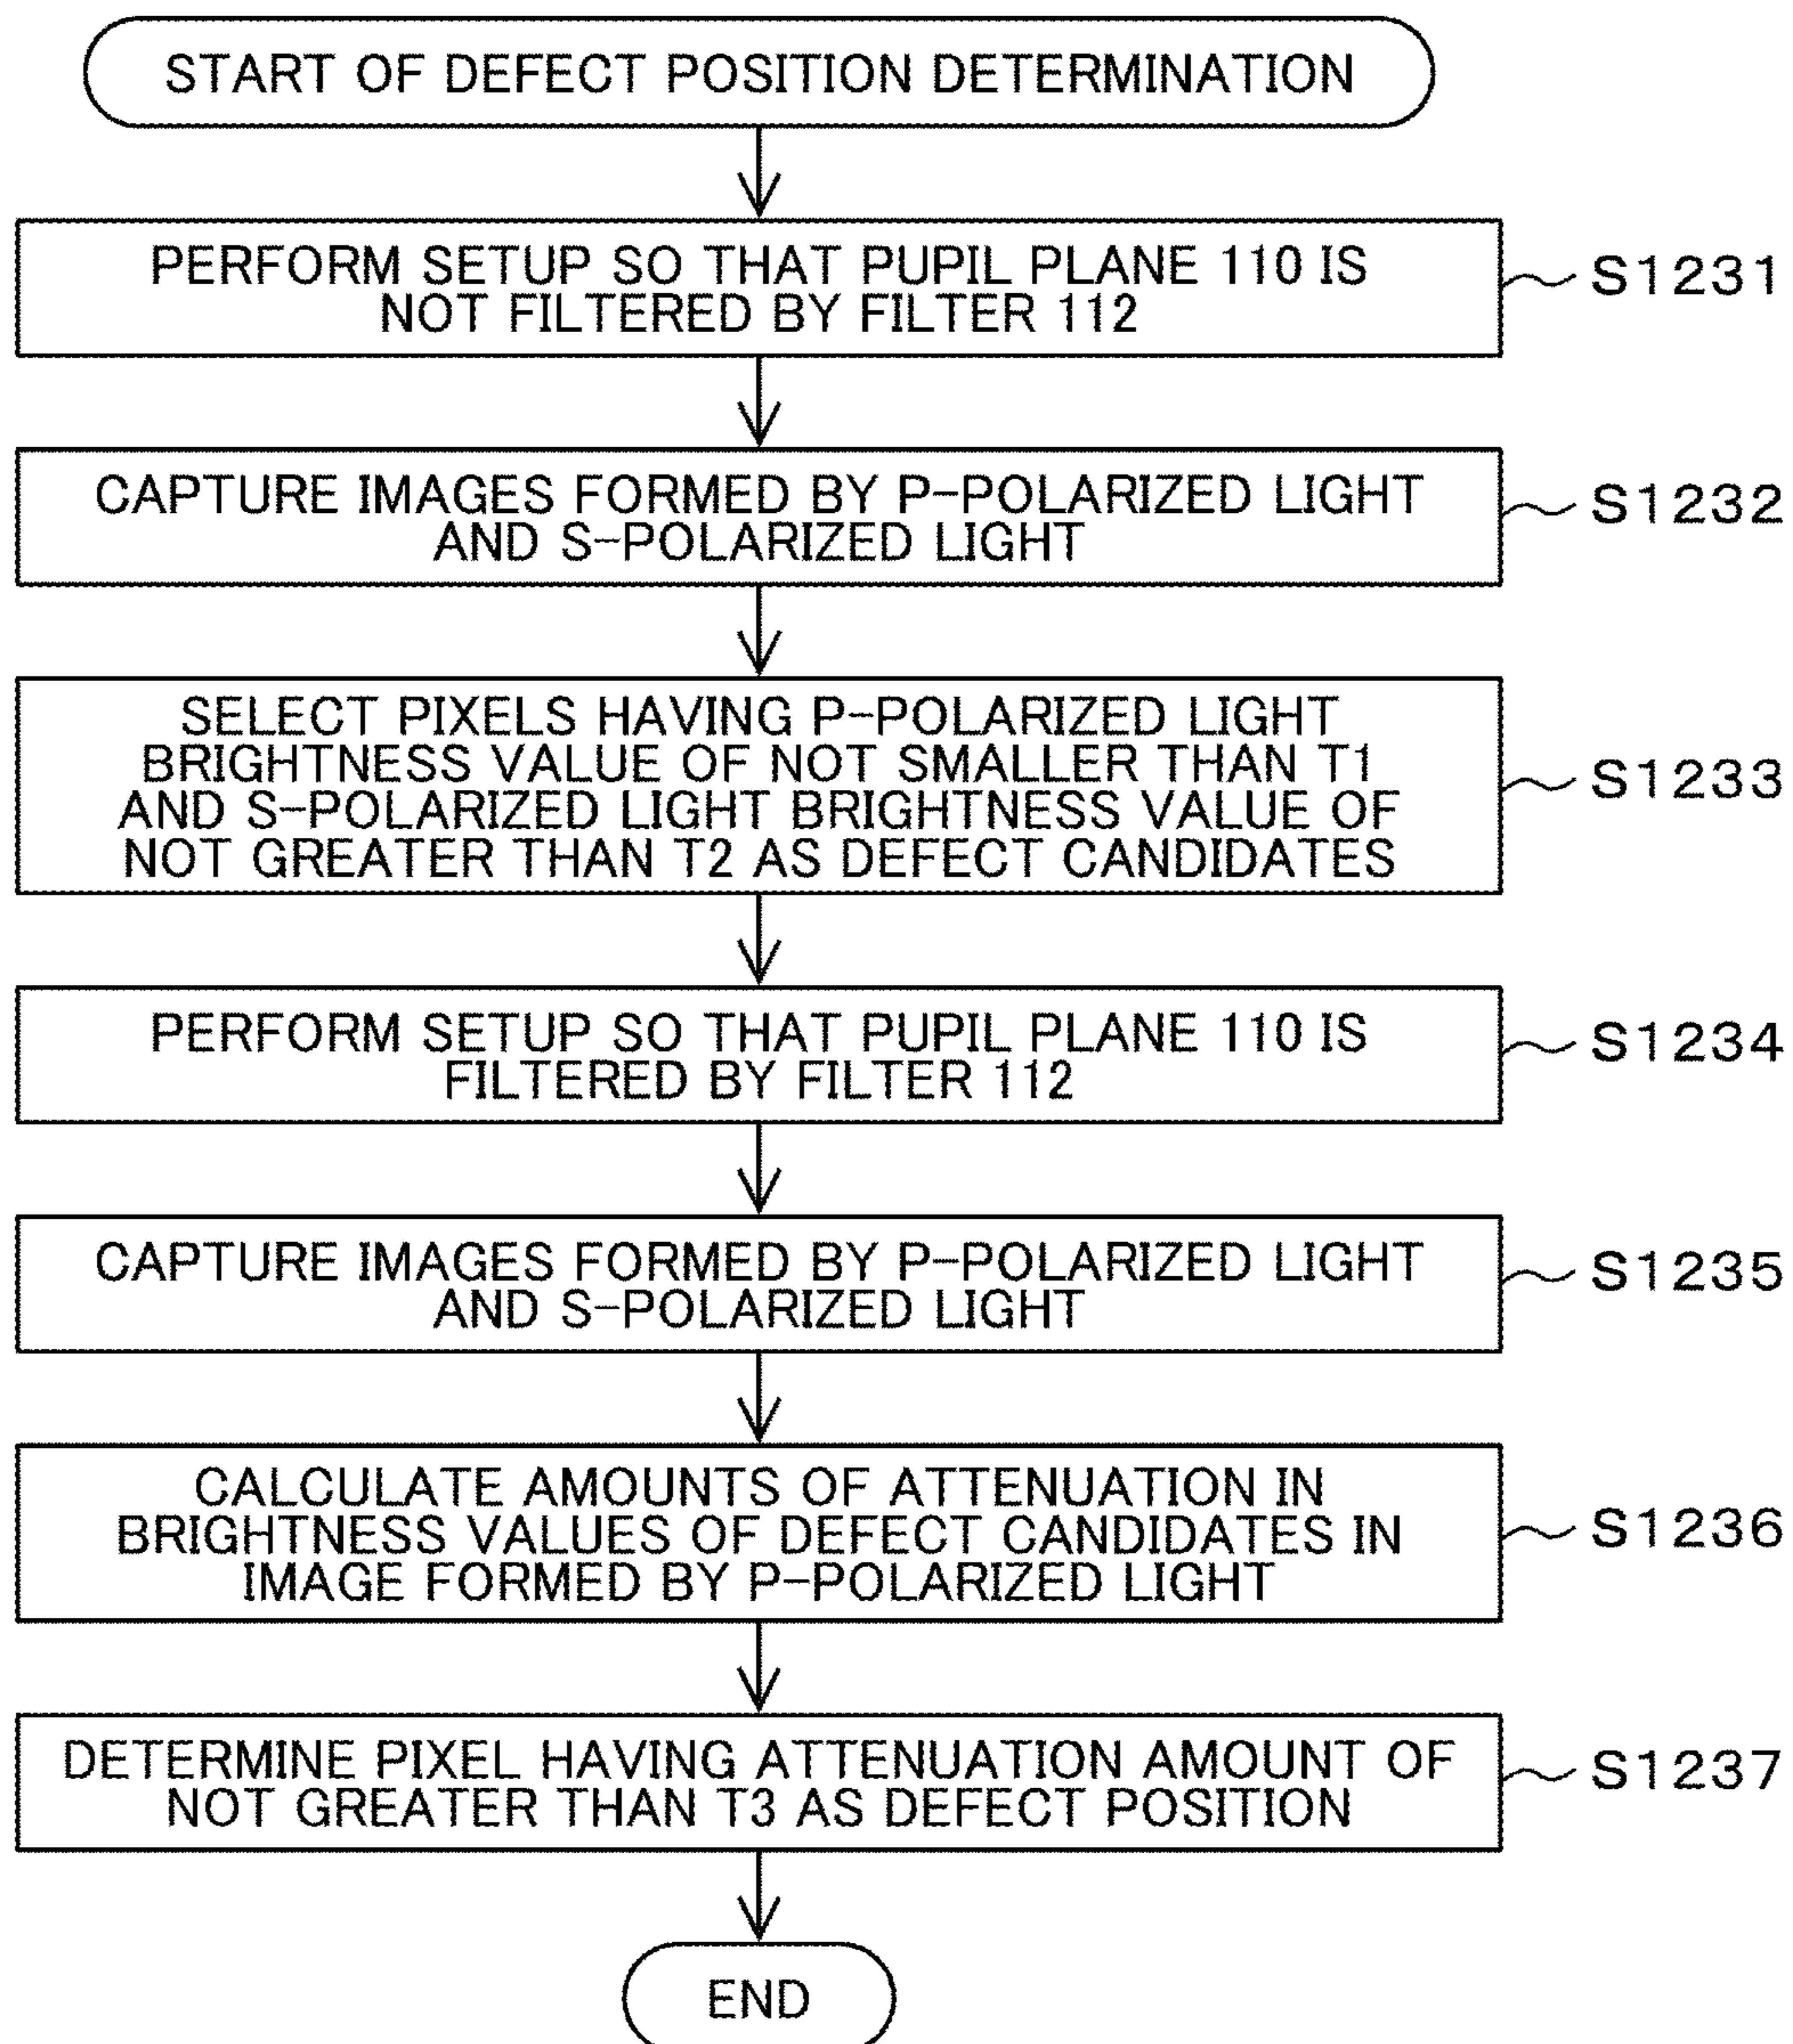 START OF DEFECT POSITION DETERMINATION
PERFORM SETUP SO THAT PUPIL PLANE 110 IS
NOT FILTERED BY FILTER 112
S1231
CAPTURE IMAGES FORMED BY P-POLARIZED LIGHT
AND S-POLARIZED LIGHT
S1232
SELECT PIXELS HAVING P-POLARIZED LIGHT
BRIGHTNESS VALUE OF NOT SMALLER THAN T1
AND S-POLARIZED LIGHT BRIGHTNESS VALUE OF
NOT GREATER THAN T2 AS DEFECT CANDIDATES
S1233
PERFORM SETUP SO THAT PUPIL PLANE 110 IS
FILTERED BY FILTER 112
S1234
CAPTURE IMAGES FORMED BY P-POLARIZED LIGHT
AND S-POLARIZED LIGHT
S1235
CALCULATE AMOUNTS OF ATTENUATION IN
BRIGHTNESS VALUES OF DEFECT CANDIDATES IN
IMAGE FORMED BY P-POLARIZED LIGHT
S1236
DETERMINE PIXEL HAVING ATTENUATION AMOUNT OF
NOT GREATER THAN T3 AS DEFECT POSITION
S1237
END